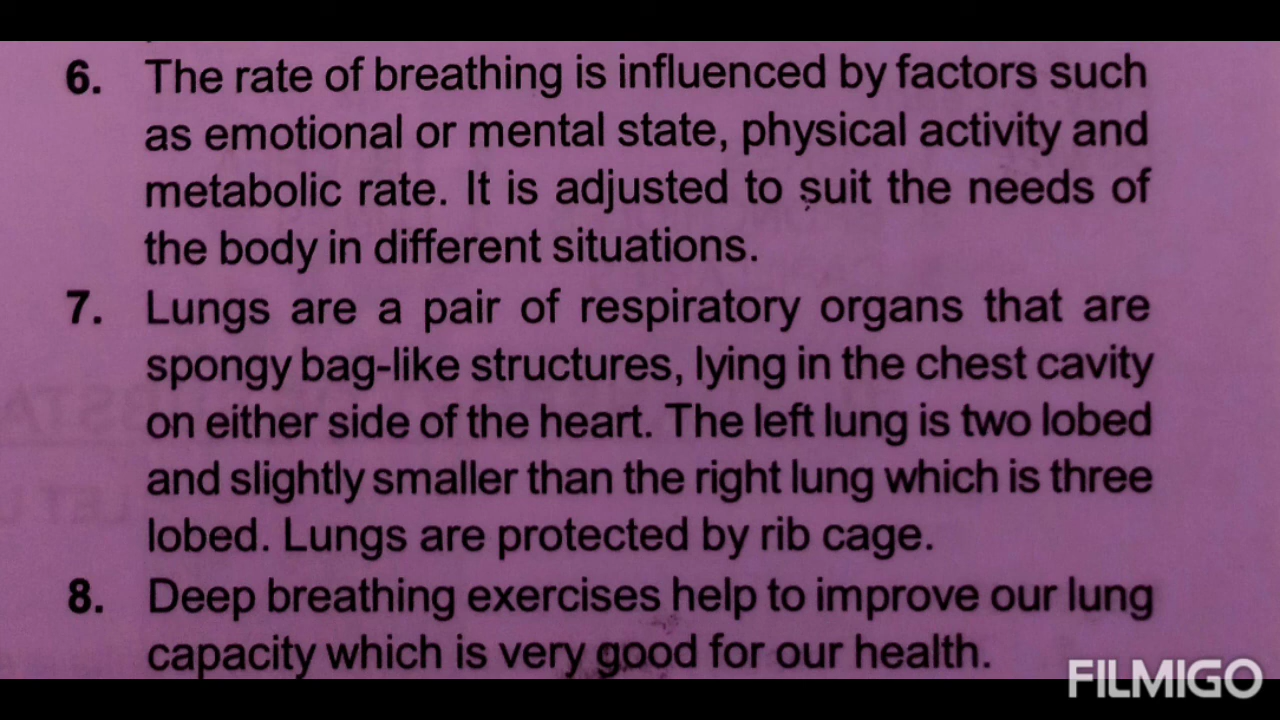 6. The rate of breathing is influenced by factors such
as emotional or mental state, physical activity and
metabolic rate. It is adjusted to suit the needs of
the body in different situations.
7. Lungs are a pair of respiratory organs that are
spongy bag-like structures, lying in the chest cavity
on either side of the heart. The left lung is two lobed
and slightly smaller than the right lung which is three
lobed. Lungs are protected by rib cage.
8. Deep breathing exercises help to improve our lung
capacity which is very good for our health.
FILMIGO